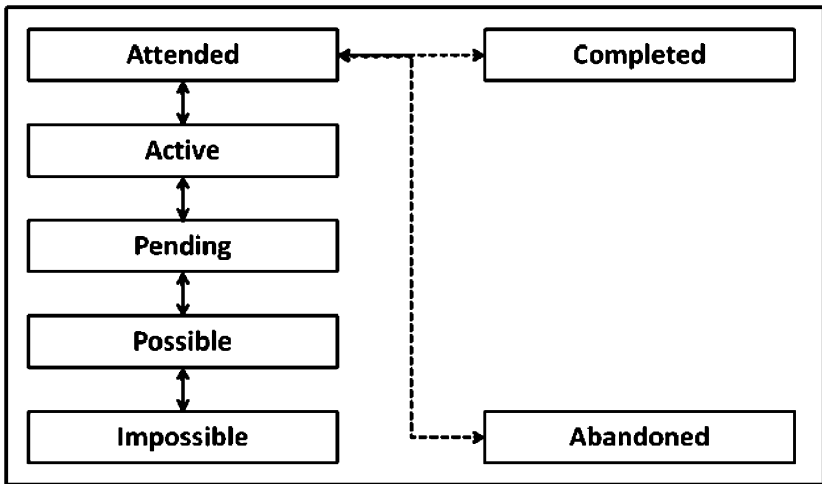 Attended
Completed
Active
Pending
Possible
Impossible
Abandoned